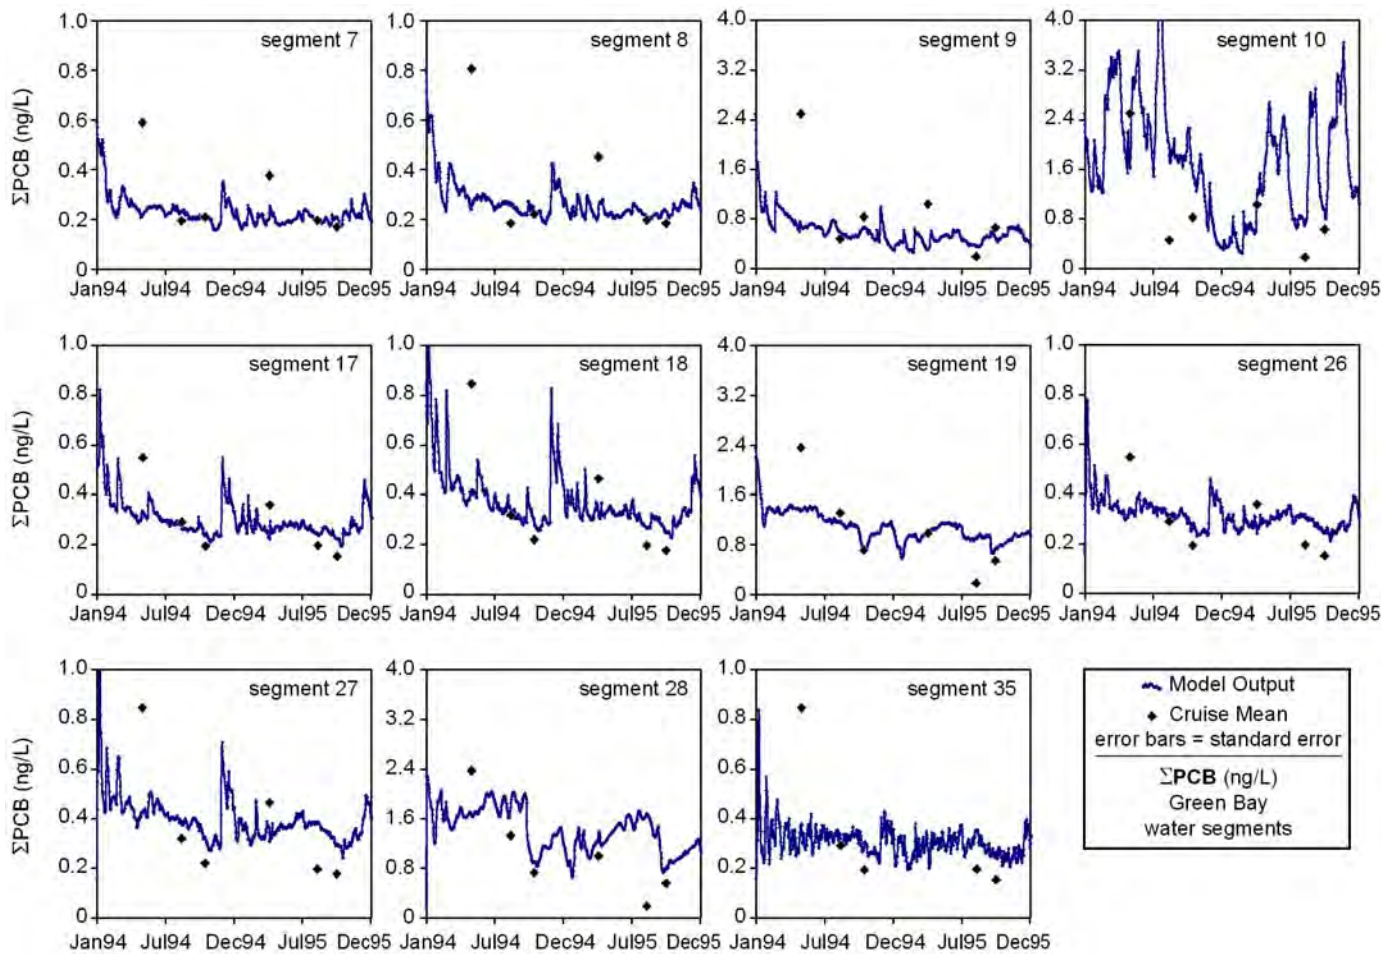 segment 7
1.0
0.8
0.6
0.4
0.2
0
ΣPCB (ng/L)
Jan94 Jul94 Dec94 Jul95 Dec95
segment 8
1.0
0.8
0.6
0.4
0.2
0
Jan94 Jul94 Dec94 Jul95 Dec95
segment 9
4.0
3.2
2.4
1.6
0.8
0
Jan94 Jul94 Dec94 Jul95 Dec95
segment 10
4.0
3.2
2.4
1.6
0.8
0
Jan94 Jul94 Dec94 Jul95 Dec95
segment 17
1.0
0.8
0.6
0.4
0.2
0
ΣPCB (ng/L)
Jan94 Jul94 Dec94 Jul95 Dec95
segment 18
1.0
0.8
0.6
0.4
0.2
0
Jan94 Jul94 Dec94 Jul95 Dec95
segment 19
4.0
3.2
2.4
1.6
0.8
0
Jan94 Jul94 Dec94 Jul95 Dec95
segment 26
1.0
0.8
0.6
0.4
0.2
0
Jan94 Jul94 Dec94 Jul95 Dec95
segment 27
1.0
0.8
0.6
0.4
0.2
0
ΣPCB (ng/L)
Jan94 Jul94 Dec94 Jul95 Dec95
segment 28
4.0
3.2
2.4
1.6
0.8
0
Jan94 Jul94 Dec94 Jul95 Dec95
segment 35
1.0
0.8
0.6
0.4
0.2
0
Jan94 Jul94 Dec94 Jul95 Dec95
Model Output
Cruise Mean
error bars = standard error
ΣPCB (ng/L)
Green Bay
water segments